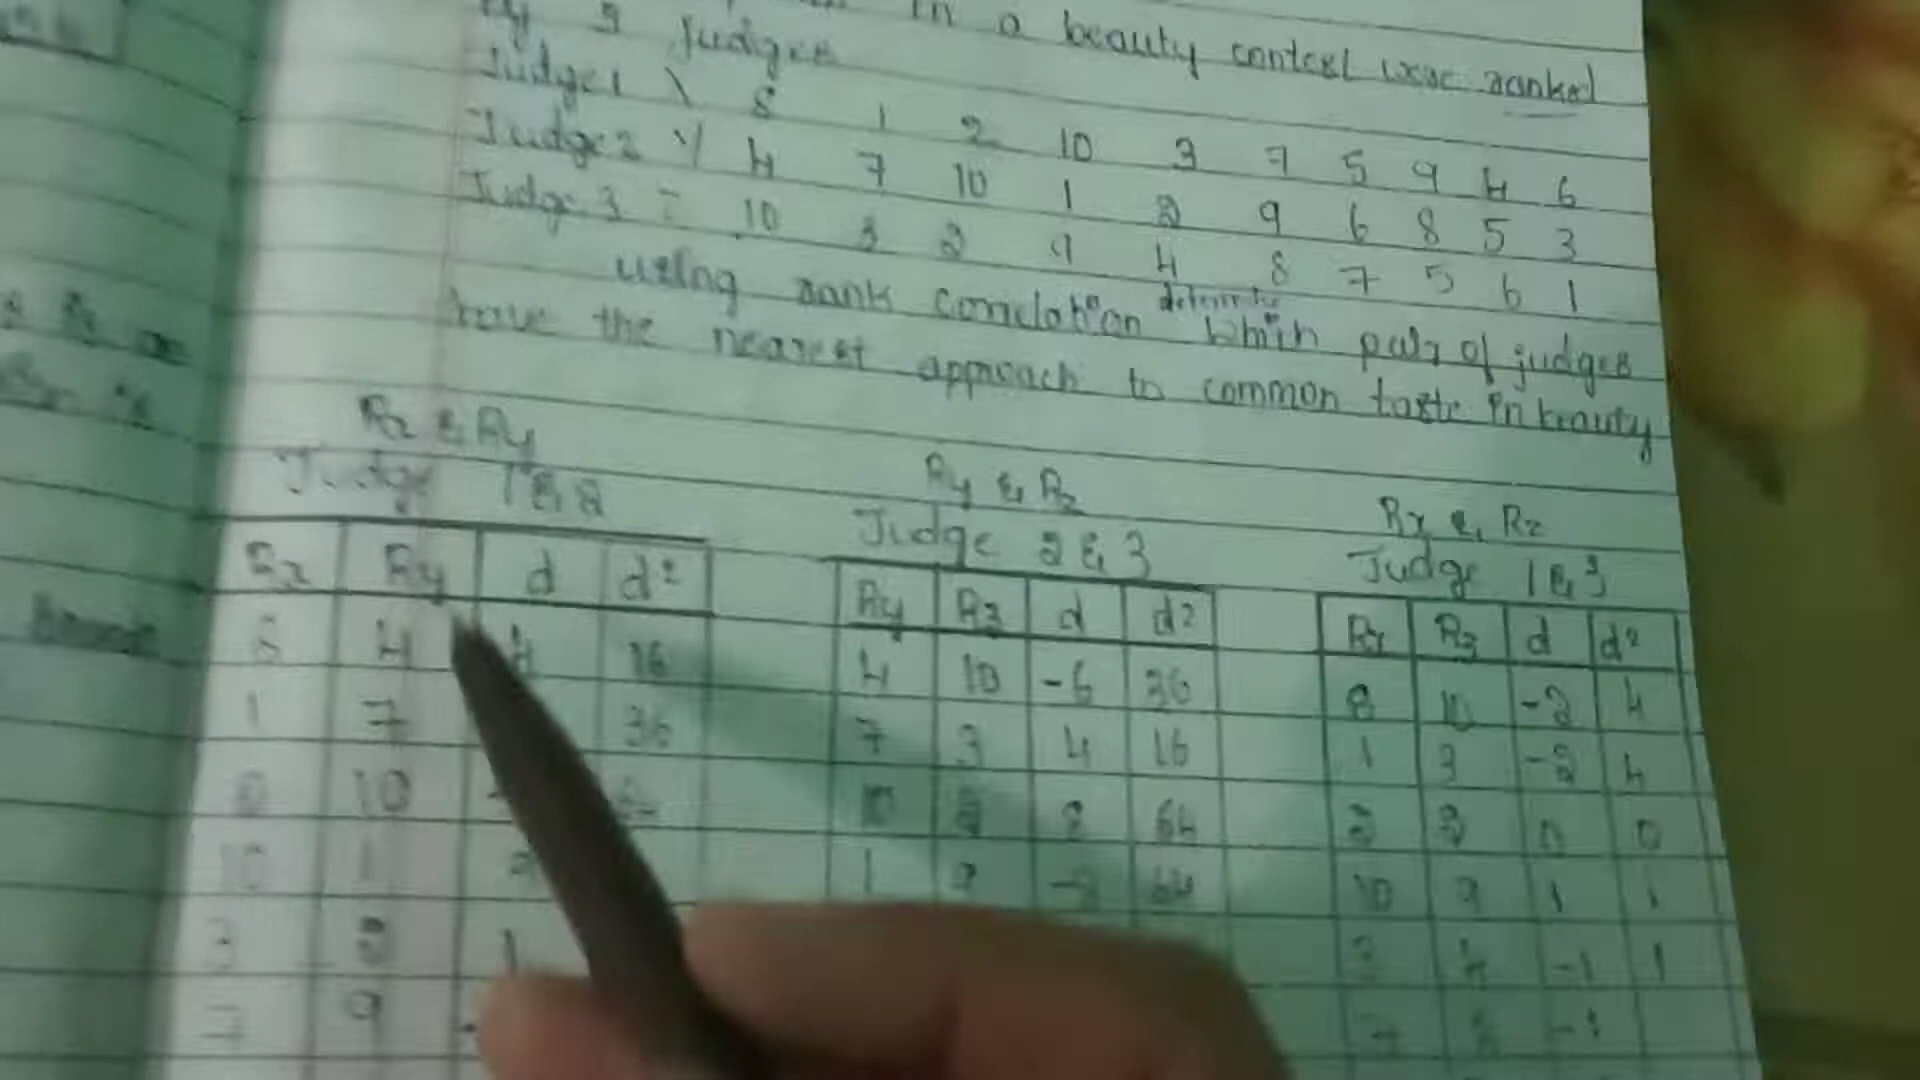 in a beauty contest were ranked
By 3 Judges
Judge 1 X 8 1 2 10 3 7 5 9 4 6
Judge 2 Y 4 7 10 1 2 9 6 8 5 3
Judge 3 Z 10 3 2 9 4 8 7 5 6 1
using rank correlation determine which pair of judges
have the nearest approach to common taste in beauty
Rx & Ry
Judge 1 & 2
Rx Ry d d²
8 4 4 16
1 7 36
2 10
10 1 9
3 2 1
7 9
Ry & Rz
Judge 2 & 3
Ry R3 d d²
4 10 -6 36
7 3 4 16
10 2 8 64
1 9 -8 64
Rx & Rz
Judge 1 & 3
Rx R3 d d²
8 10 -2 4
1 3 -2 4
2 2 0 0
10 9 1 1
3 4 -1 1
7 8 -1